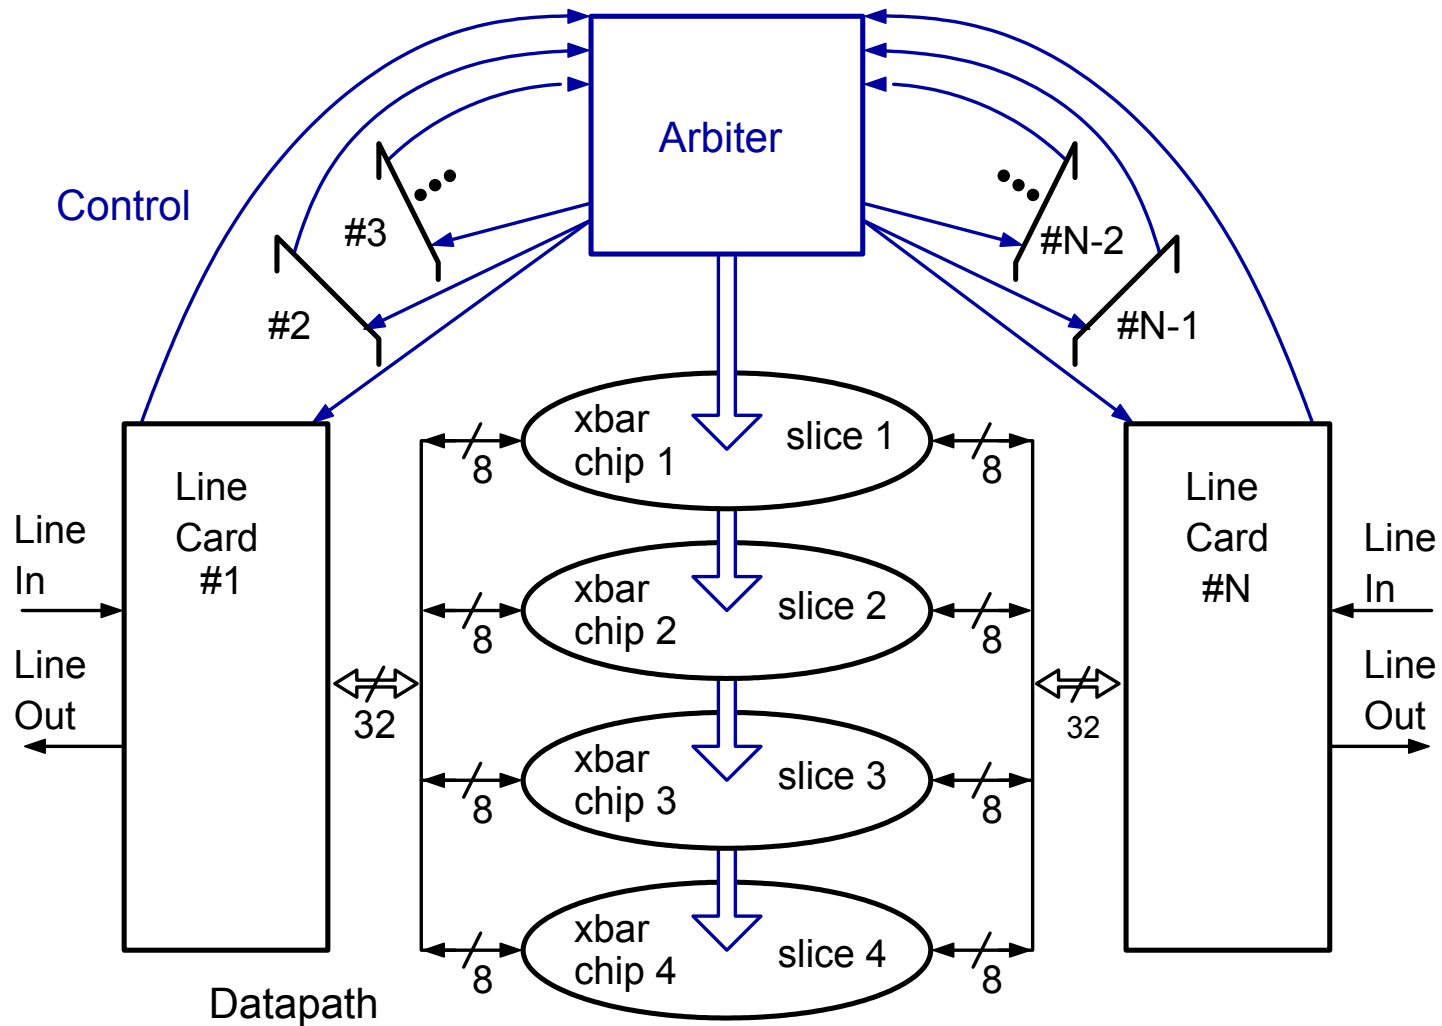 Arbiter
Control
#3
#N-2
#2
#N-1
xbar
chip 1
slice 1
8
8
Line
Card
#1
Line
Card
#N
Line
In
Line
In
xbar
chip 2
slice 2
8
8
Line
Out
Line
Out
32
32
xbar
chip 3
slice 3
8
8
xbar
chip 4
slice 4
8
8
Datapath